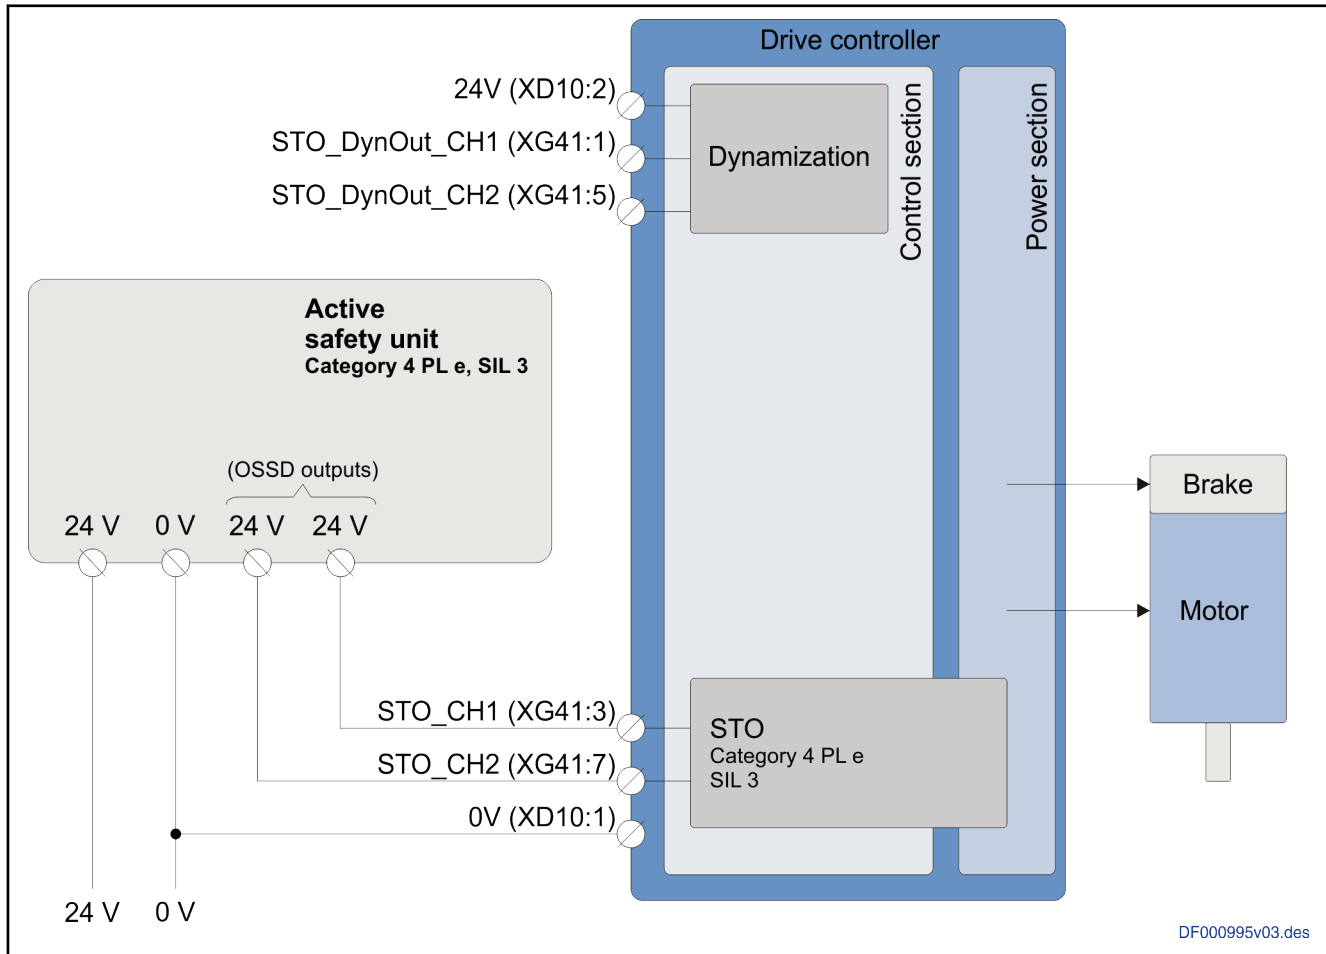 Drive controller
24V (XD10:2)
STO_DynOut_CH1 (XG41:1)
STO_DynOut_CH2 (XG41:5)
Dynamization
Control section
Power section
Active
safety unit
Category 4 PL e, SIL 3
(OSSD outputs)
24 V
0 V
24 V
24 V
Brake
Motor
STO_CH1 (XG41:3)
STO_CH2 (XG41:7)
0V (XD10:1)
STO
Category 4 PL e
SIL 3
24 V
0 V
DF000995v03.des